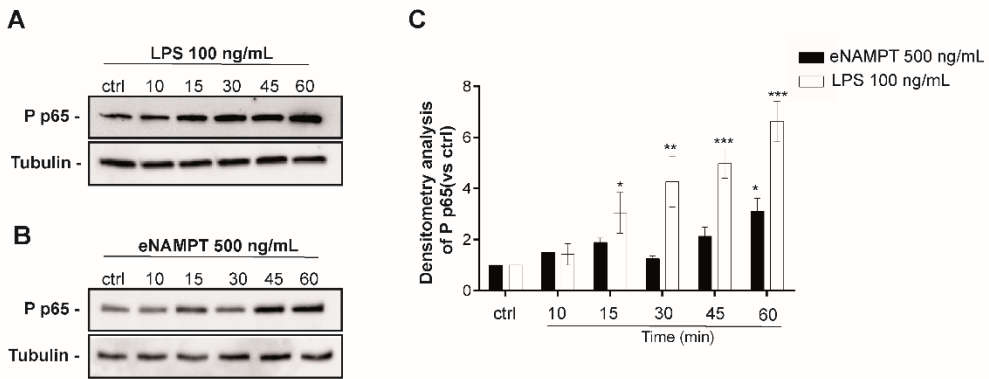 A
LPS 100 ng/mL
ctrl 10 15 30 45 60
P p65 -
Tubulin -
B
eNAMPT 500 ng/mL
ctrl 10 15 30 45 60
P p65 -
Tubulin -
C
eNAMPT 500 ng/mL
LPS 100 ng/mL
Densitometry analysis
of P p65(vs ctrl)
8
6
4
2
0
*
**
***
*
***
ctrl 10 15 30 45 60
Time (min)